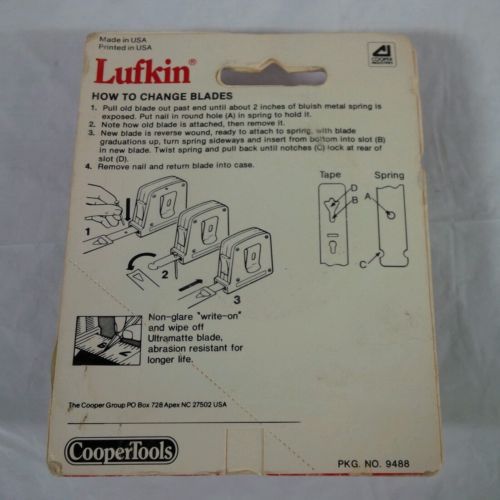 Made in USA
Printed in USA
COOPER
INDUSTRIES
Lufkin®
HOW TO CHANGE BLADES
1. Pull old blade out past end until about 2 inches of bluish metal spring is
exposed. Put nail in round hole (A) in spring to hold it.
2. Note how old blade is attached, then remove it.
3. New blade is reverse wound, ready to attach to spring, with blade
graduations up, turn spring sideways and insert from bottom into slot (B)
in new blade. Twist spring and pull back until notches (C) lock at rear of
slot (D).
4. Remove nail and return blade into case.
Tape Spring
D
B
A
C
1
2
3
Non-glare "write-on"
and wipe off
Ultramatte blade,
abrasion resistant for
longer life.
The Cooper Group PO Box 728 Apex NC 27502 USA
CooperTools
PKG. NO. 9488